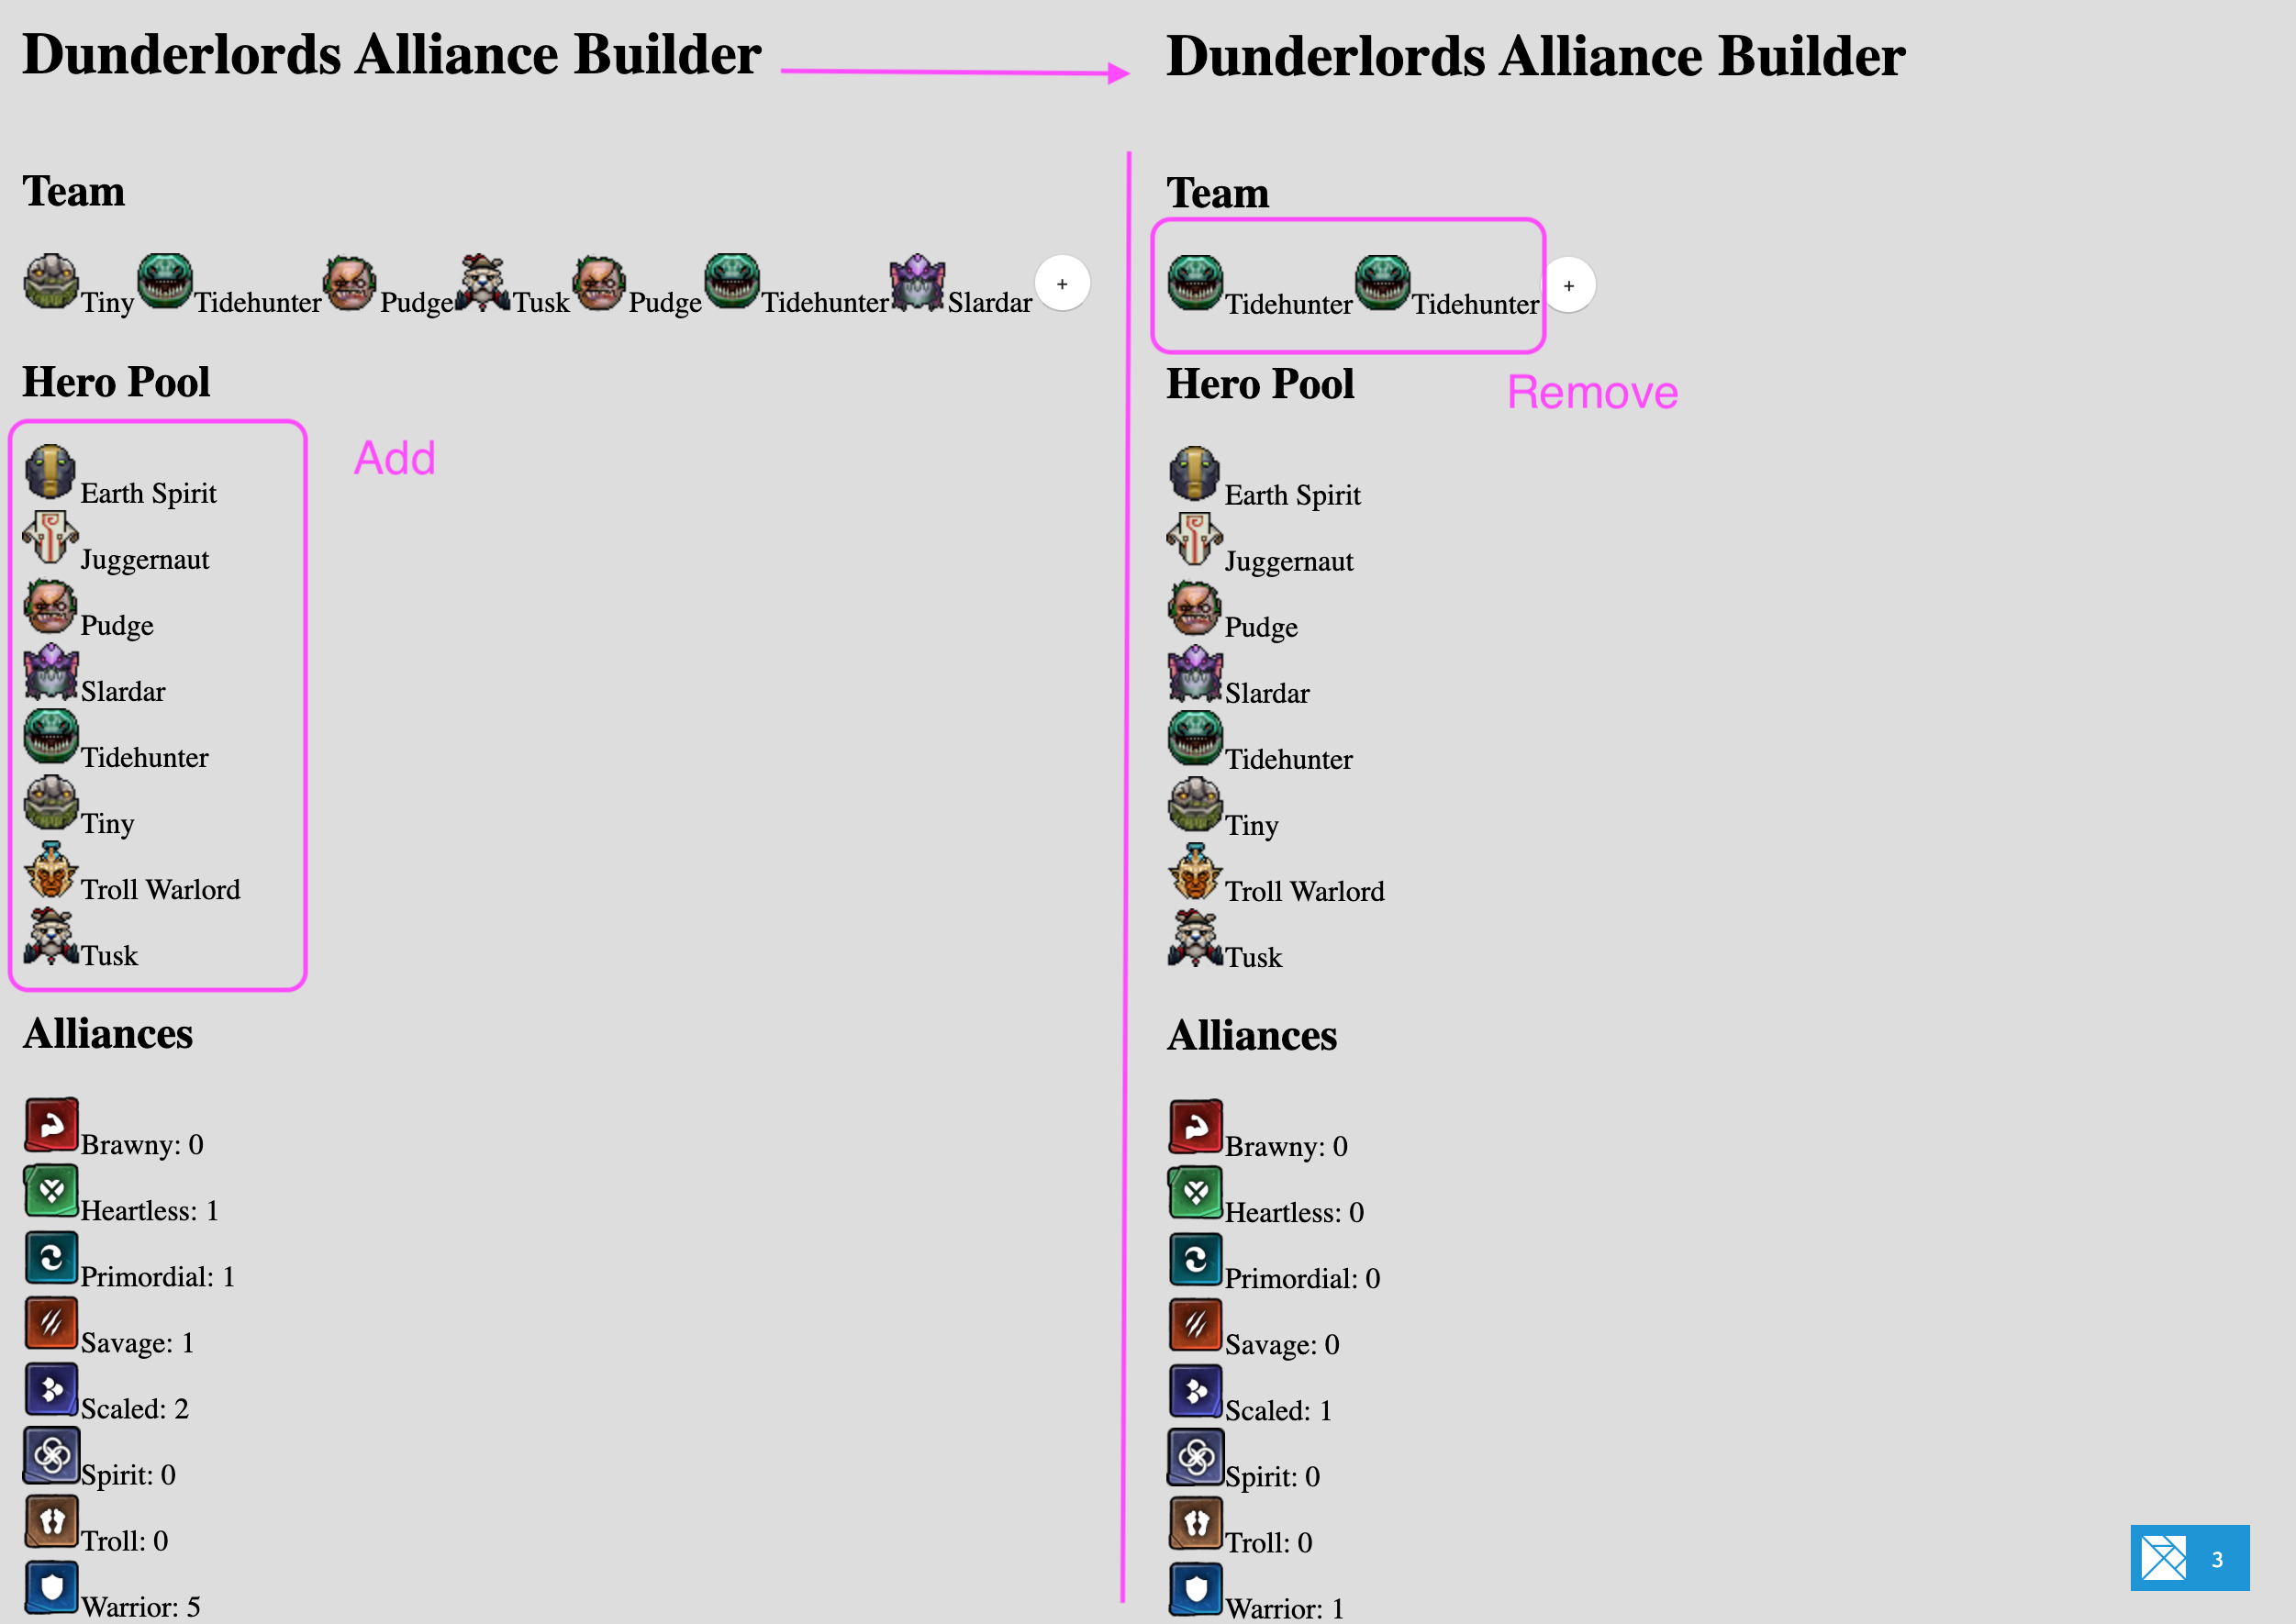 Dunderlords Alliance Builder
Team
Tiny Tidehunter Pudge Tusk Pudge Tidehunter Slardar +
Hero Pool
Add
Earth Spirit
Juggernaut
Pudge
Slardar
Tidehunter
Tiny
Troll Warlord
Tusk
Alliances
Brawny: 0
Heartless: 1
Primordial: 1
Savage: 1
Scaled: 2
Spirit: 0
Troll: 0
Warrior: 5
Dunderlords Alliance Builder
Team
Tidehunter Tidehunter +
Hero Pool
Remove
Earth Spirit
Juggernaut
Pudge
Slardar
Tidehunter
Tiny
Troll Warlord
Tusk
Alliances
Brawny: 0
Heartless: 0
Primordial: 0
Savage: 0
Scaled: 1
Spirit: 0
Troll: 0
Warrior: 1
3